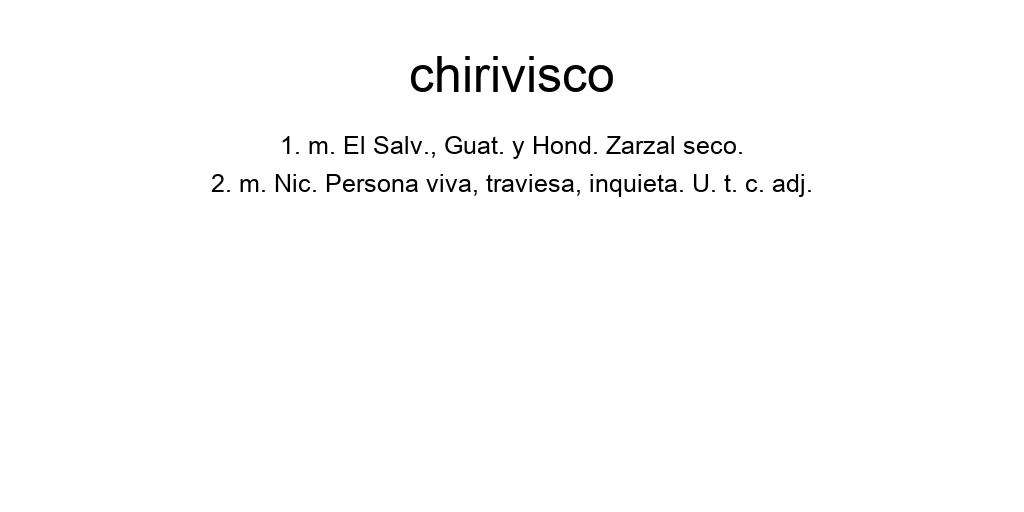 chirivisco
1. m. El Salv., Guat. y Hond. Zarzal seco.
2. m. Nic. Persona viva, traviesa, inquieta. U. t. c. adj.